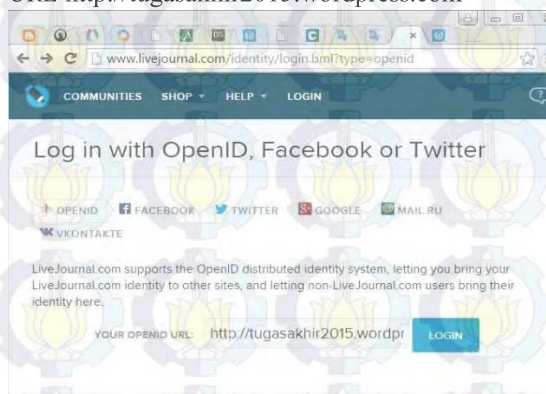 URL http://tugasakhir2015.wordpress.com
www.livejournal.com/identity/login.bml?type=openid
COMMUNITIES SHOP HELP LOGIN
Log in with OpenID, Facebook or Twitter
OPENID FACEBOOK TWITTER GOOGLE MAIL.RU
VKONTAKTE
LiveJournal.com supports the OpenID distributed identity system, letting you bring your
LiveJournal.com identity to other sites, and letting non-LiveJournal.com users bring their
identity here.
YOUR OPENID URL: http://tugasakhir2015.wordpr LOGIN